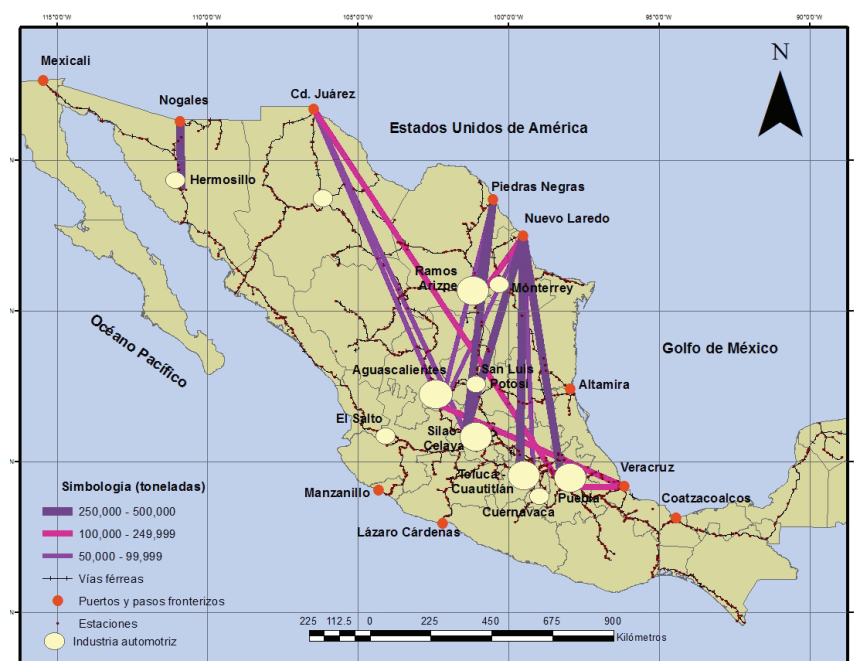 115°0'0"W 110°0'0"W 105°0'0"W 100°0'0"W 95°0'0"W 90°0'0"W
Mexicali
Nogales
Cd. Juárez
N
Estados Unidos de América
Hermosillo
Piedras Negras
Nuevo Laredo
Ramos
Arizpe
Monterrey
Océano Pacífico
Golfo de México
Aguascalientes
San Luis
Potosí
Altamira
El Salto
Silao
Celaya
Toluca
Cuautitlán
Puebla
Veracruz
Cuernavaca
Coatzacoalcos
Manzanillo
Lázaro Cárdenas
Simbología (toneladas)
250,000 - 500,000
100,000 - 249,999
50,000 - 99,999
Vías férreas
Puertos y pasos fronterizos
Estaciones
Industria automotriz
225 112.5 0 225 450 675 900
Kilómetros